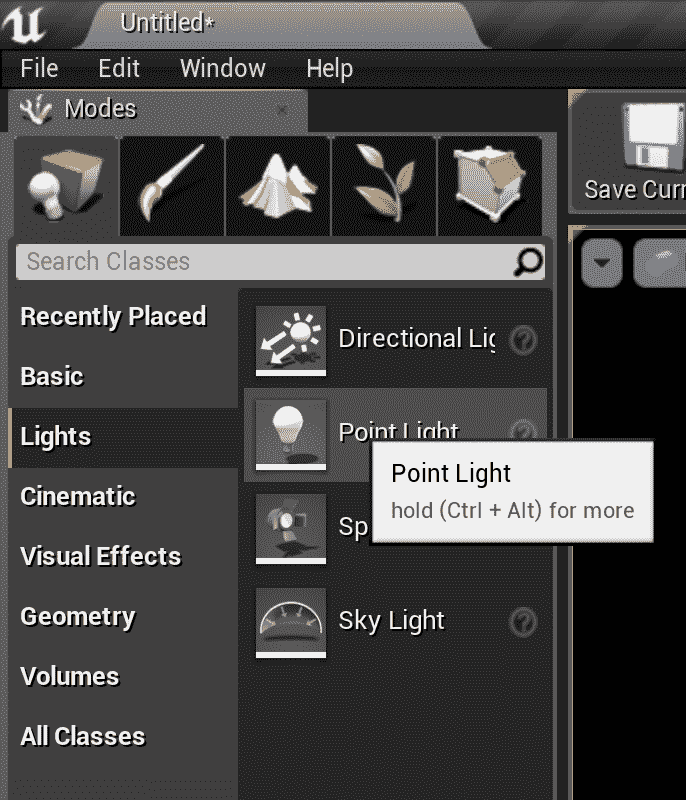 Untitled*
File Edit Window Help
Modes
Save Curr
Search Classes
Recently Placed
Basic
Lights
Cinematic
Visual Effects
Geometry
Volumes
All Classes
Directional Lig
Point Light
Sp
Sky Light
Point Light
hold (Ctrl + Alt) for more